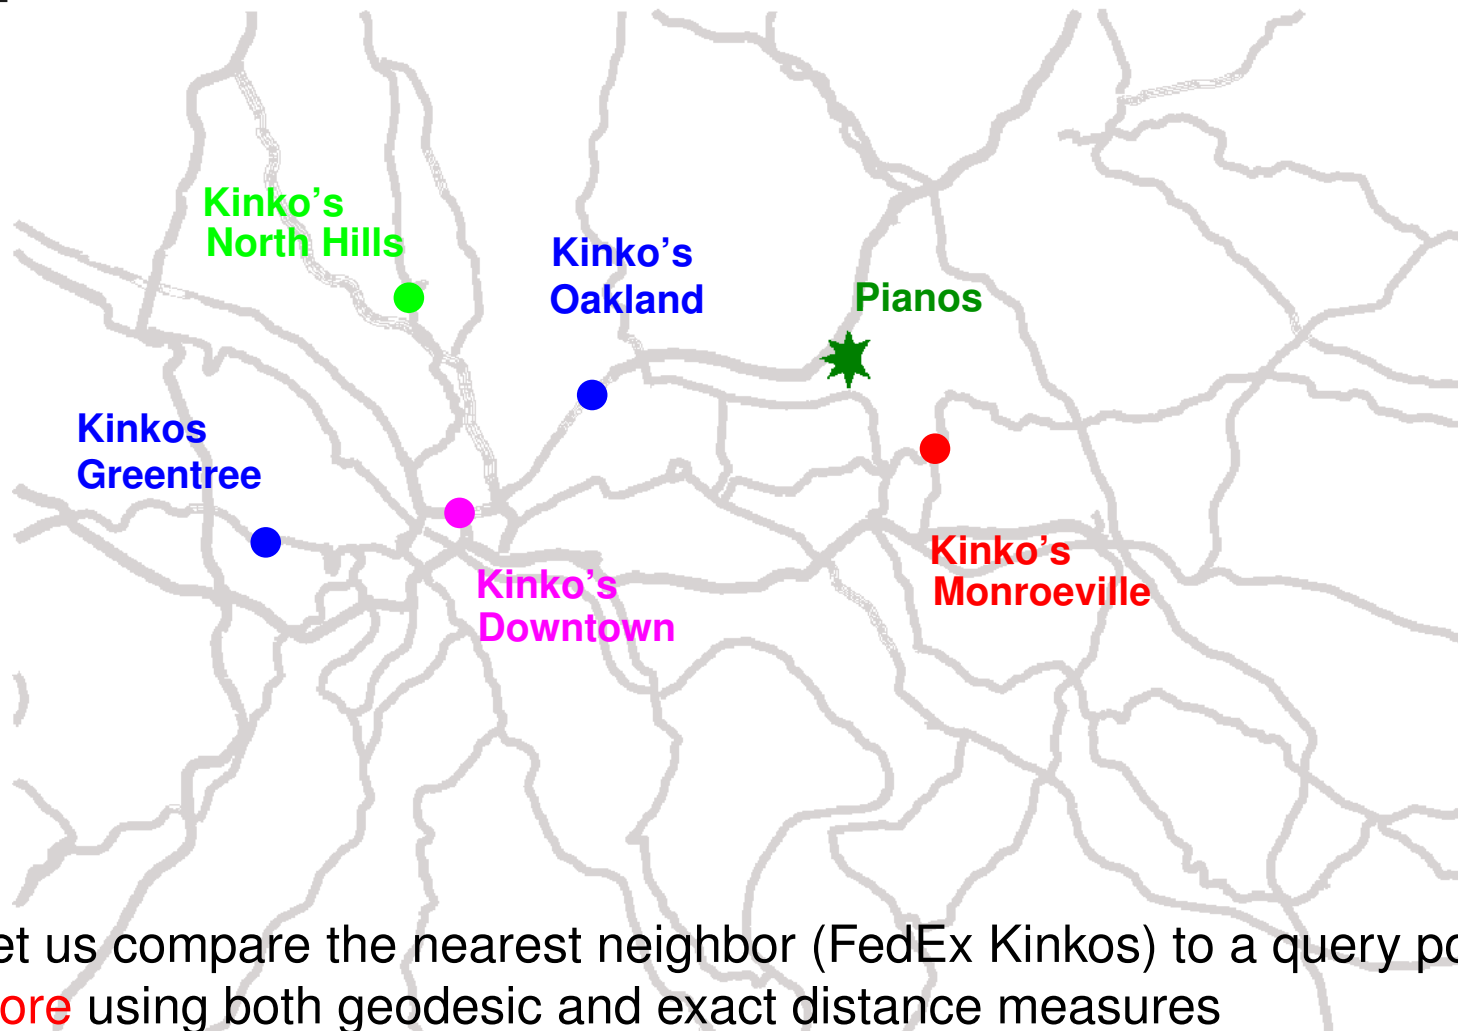 Kinko’s
North Hills
Kinko’s
Oakland
Pianos
Kinkos
Greentree
Kinko’s
Monroeville
Kinko’s
Downtown
et us compare the nearest neighbor (FedEx Kinkos) to a query po
ore using both geodesic and exact distance measures